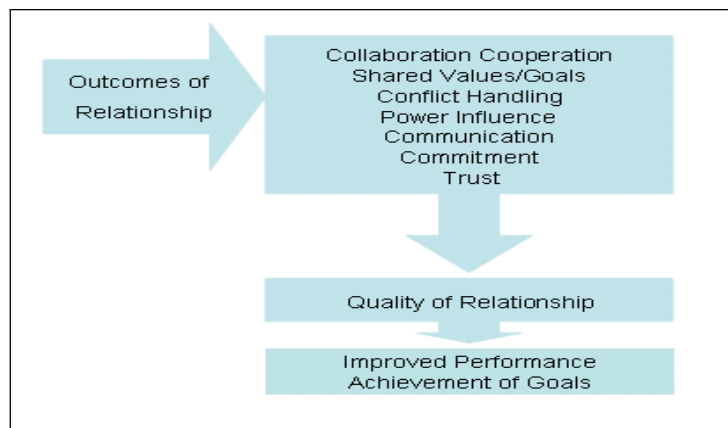 Outcomes of
Relationship
Collaboration Cooperation
Shared Values/Goals
Conflict Handling
Power Influence
Communication
Commitment
Trust
Quality of Relationship
Improved Performance
Achievement of Goals